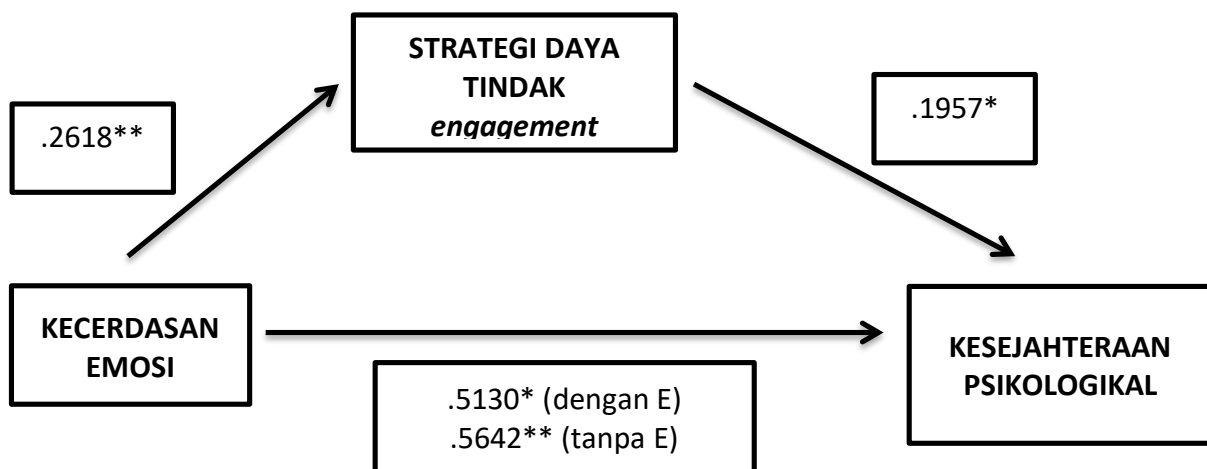 STRATEGI DAYA
TINDAK
engagement
.2618**
.1957*
KECERDASAN
EMOSI
.5130* (dengan E)
.5642** (tanpa E)
KESEJAHTERAAN
PSIKOLOGIKAL